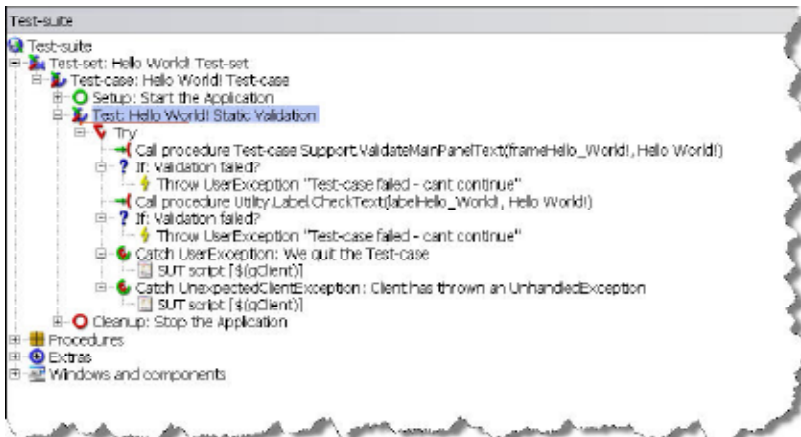 Test-suite
Test-suite
Test-set: Hello World! Test-set
Test-case: Hello World! Test-case
Setup: Start the Application
Test: Hello World! Static Validation
Try
Call procedure Test-case Support.ValidateMainPanelText(frameHello_World!, Hello World!)
If: Validation failed?
Throw UserException "Test-case failed - cant continue"
Call procedure Utility.Label.CheckText(labelHello_World!, Hello World!)
If: Validation failed?
Throw UserException "Test-case failed - cant continue"
Catch UserException: We quit the Test-case
SUT script [$(gClient)]
Catch UnexpectedClientException: Client has thrown an UnhandledException
SUT script [$(gClient)]
Cleanup: Stop the Application
Procedures
Extras
Windows and components